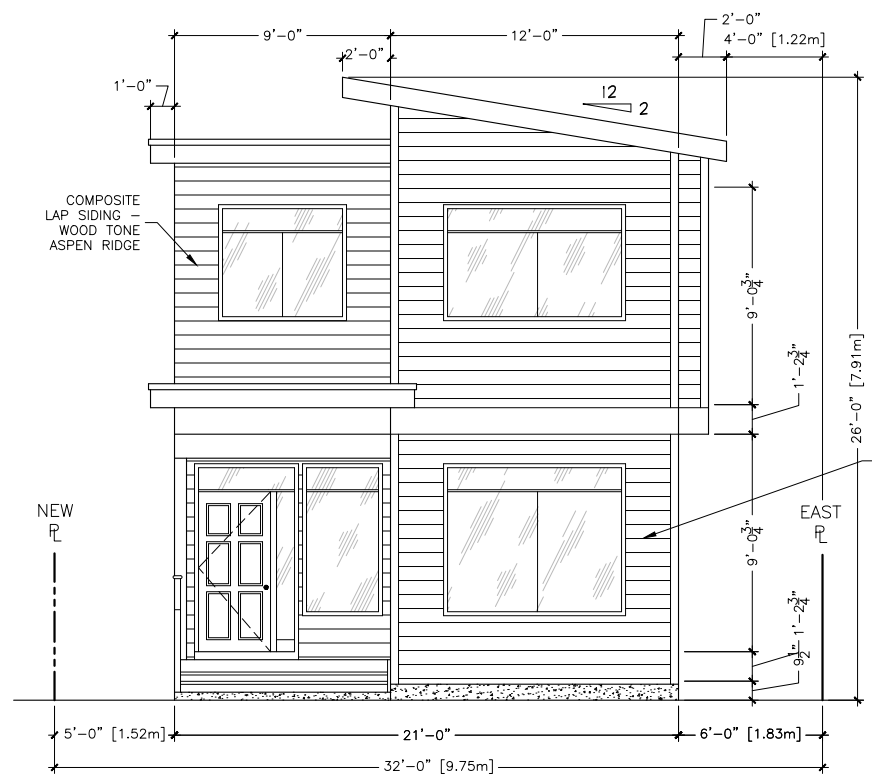 2'-0"
9'-0"
12'-0"
4'-0" [1.22m]
2'-0"
1'-0"
12
2
COMPOSITE
LAP SIDING –
WOOD TONE
ASPEN RIDGE
9'-0¾"
1'-2¾"
26'-0" [7.91m]
NEW
PL
EAST
PL
9'-0¾"
1'-2¾"
9½"
5'-0" [1.52m]
21'-0"
6'-0" [1.83m]
32'-0" [9.75m]